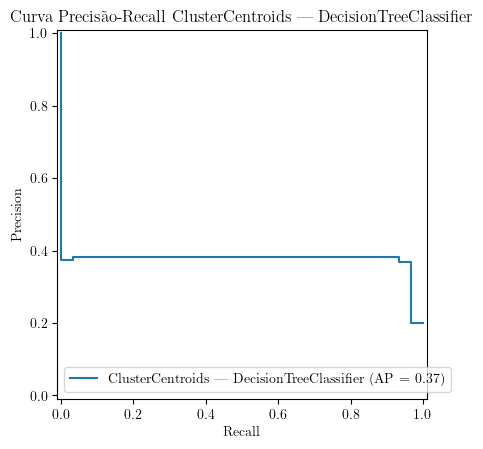 Curva Precisão-Recall ClusterCentroids — DecisionTreeClassifier
1.0
0.8
0.6
0.4
0.2
0.0
Precision
ClusterCentroids — DecisionTreeClassifier (AP = 0.37)
0.0 0.2 0.4 0.6 0.8 1.0
Recall